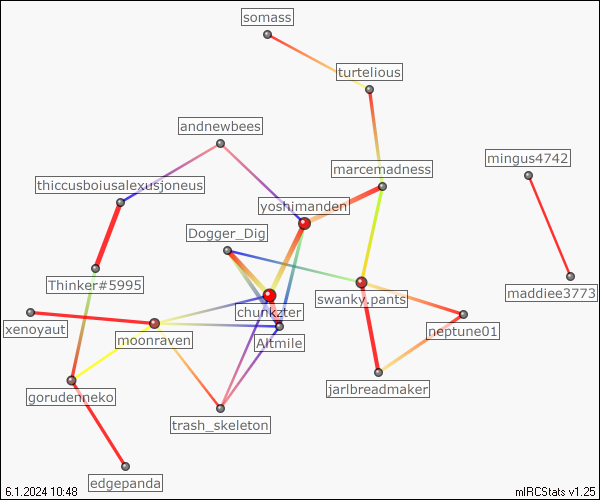 somass
turtelious
andnewbees
mingus4742
marcemadness
thiccusboiusalexusjoneus
yoshimanden
Dogger_Dig
Thinker#5995
maddiee3773
swanky.pants
chunkzter
xenoyaut
neptune01
moonraven
Altmile
gorudenneko
jarlbreadmaker
trash_skeleton
edgepanda
6.1.2024 10:48
mIRCStats v1.25